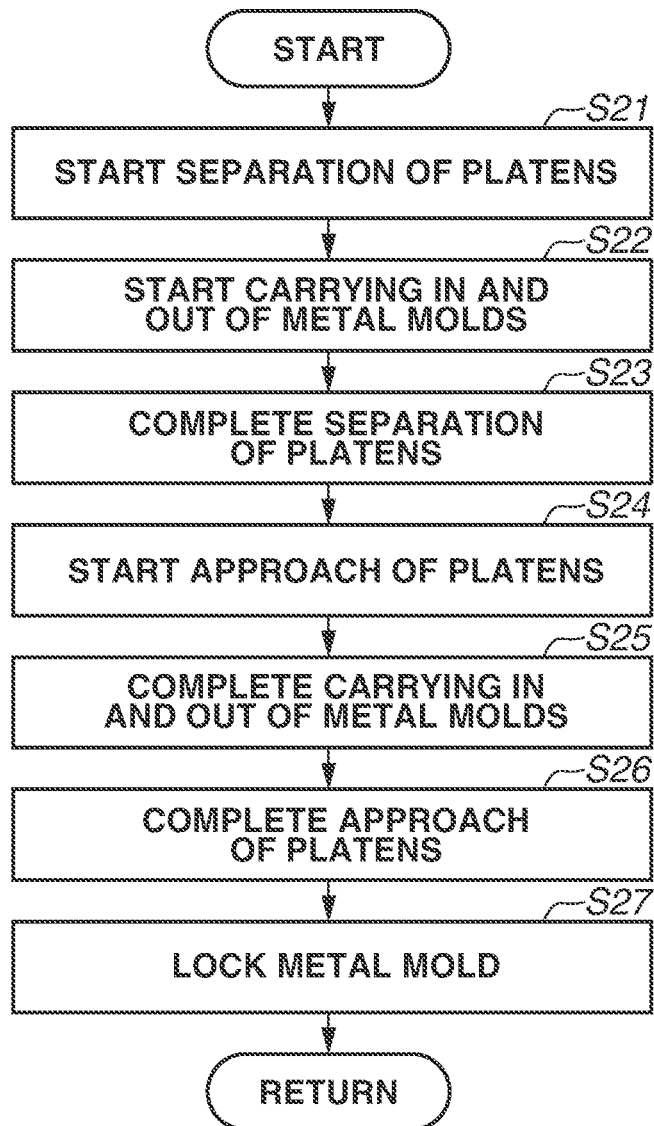 START
S21
START SEPARATION OF PLATENS
S22
START CARRYING IN AND
OUT OF METAL MOLDS
S23
COMPLETE SEPARATION
OF PLATENS
S24
START APPROACH OF PLATENS
S25
COMPLETE CARRYING IN
AND OUT OF METAL MOLDS
S26
COMPLETE APPROACH
OF PLATENS
S27
LOCK METAL MOLD
RETURN